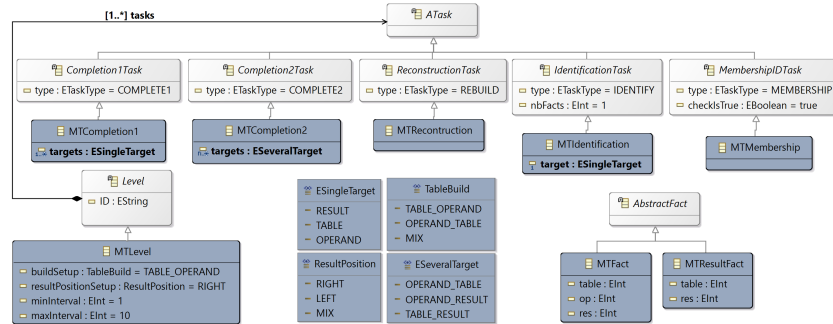 [1..*] tasks
ATask
Completion1Task
type : ETaskType = COMPLETE1
Completion2Task
type : ETaskType = COMPLETE2
ReconstructionTask
type : ETaskType = REBUILD
IdentificationTask
type : ETaskType = IDENTIFY
nbFacts : EInt = 1
MembershipIDTask
type : ETaskType = MEMBERSHIP
checkIsTrue : EBoolean = true
MTCompletion1
targets : ESingleTarget
MTCompletion2
targets : ESeveralTarget
MTRecontruction
MTIdentification
target : ESingleTarget
MTMembership
Level
ID : EString
MTLevel
buildSetup : TableBuild = TABLE_OPERAND
resultPositionSetup : ResultPosition = RIGHT
minInterval : EInt = 1
maxInterval : EInt = 10
ESingleTarget
RESULT
TABLE
OPERAND
TableBuild
TABLE_OPERAND
OPERAND_TABLE
MIX
ResultPosition
RIGHT
LEFT
MIX
ESeveralTarget
OPERAND_TABLE
OPERAND_RESULT
TABLE_RESULT
AbstractFact
MTFact
table : EInt
op : EInt
res : EInt
MTResultFact
table : EInt
res : EInt